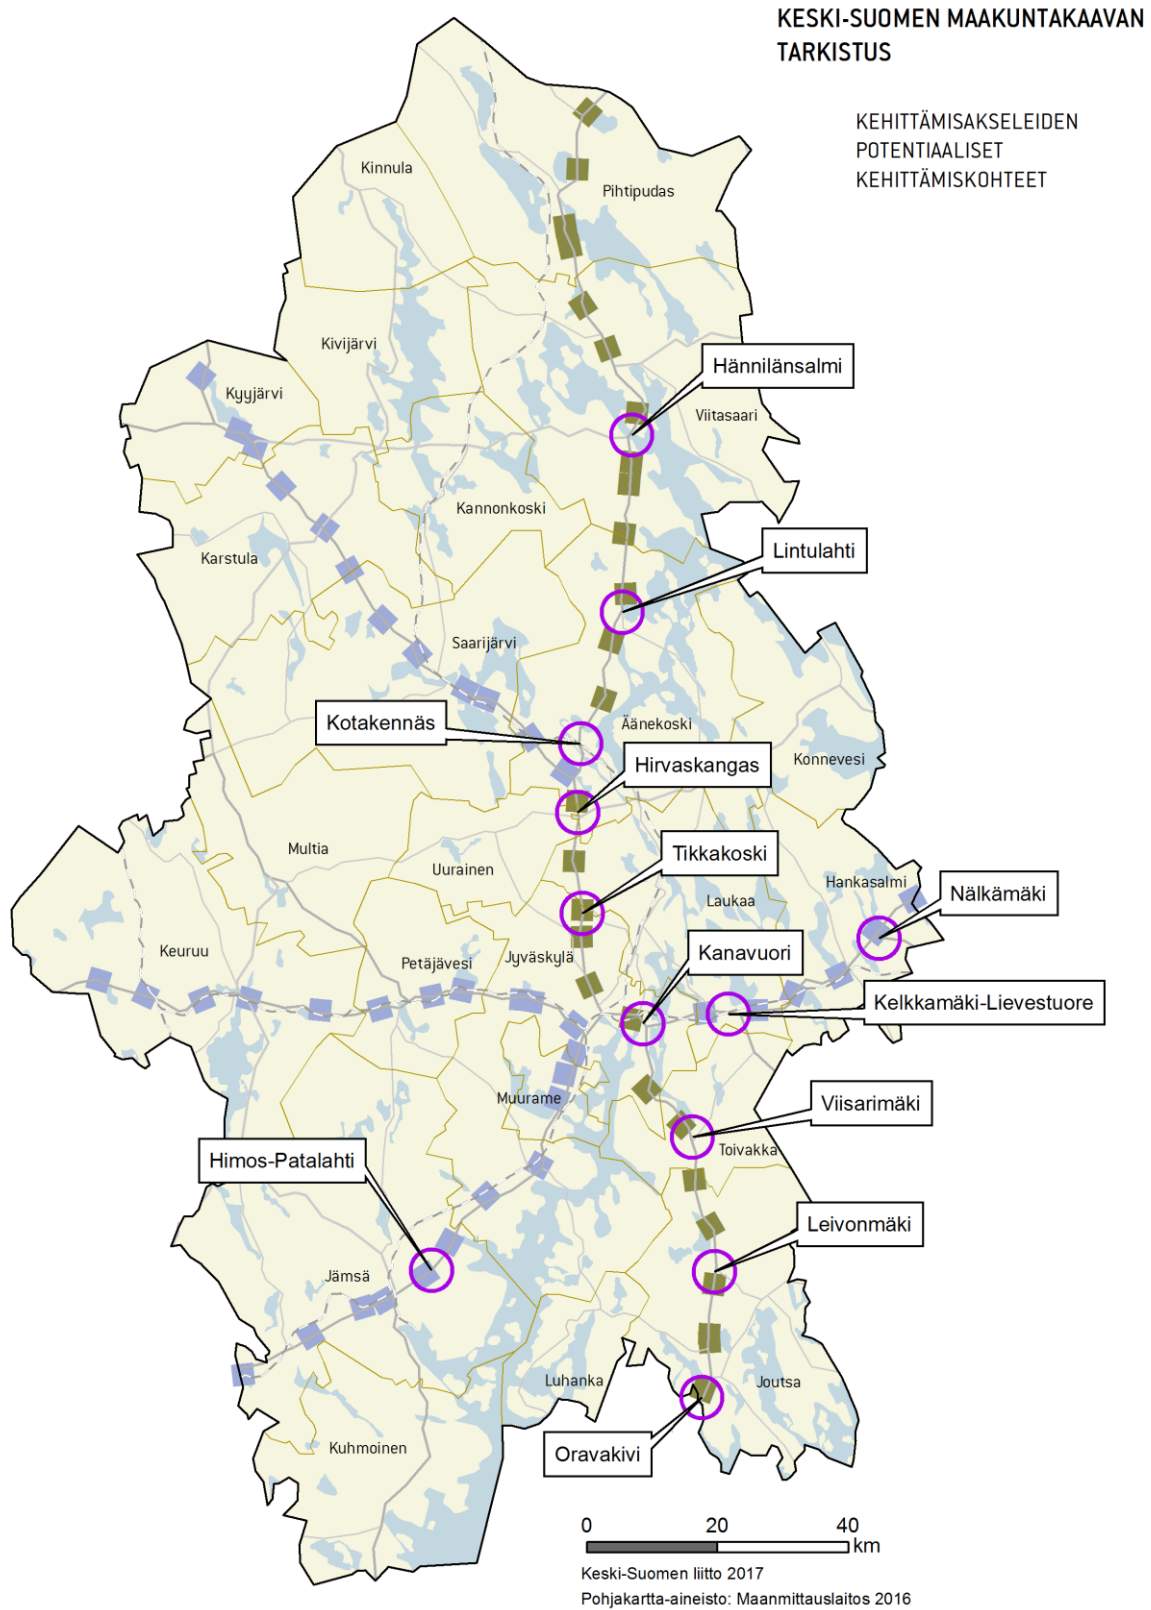 KESKI-SUOMEN MAAKUNTAKAAVAN
TARKISTUS
KEHITTÄMISAKSELEIDEN
POTENTIAALISET
KEHITTÄMISKOHTEET
Kinnula
Pihtipudas
Kivijärvi
Hännilänsalmi
Kyyjärvi
Viitasaari
Kannonkoski
Lintulahti
Karstula
Saarijärvi
Kotakennäs
Äänekoski
Hirvaskangas
Konnevesi
Multia
Uurainen
Tikkakoski
Hankasalmi
Nälkämäki
Laukaa
Keuruu
Petäjävesi
Jyväskylä
Kanavuori
Kelkkamäki-Lievestuore
Muurame
Viisarimäki
Toivakka
Himos-Patalahti
Leivonmäki
Jämsä
Luhanka
Joutsa
Kuhmoinen
Oravakivi
0 20 40
km
Keski-Suomen liitto 2017
Pohjakartta-aineisto: Maanmittauslaitos 2016